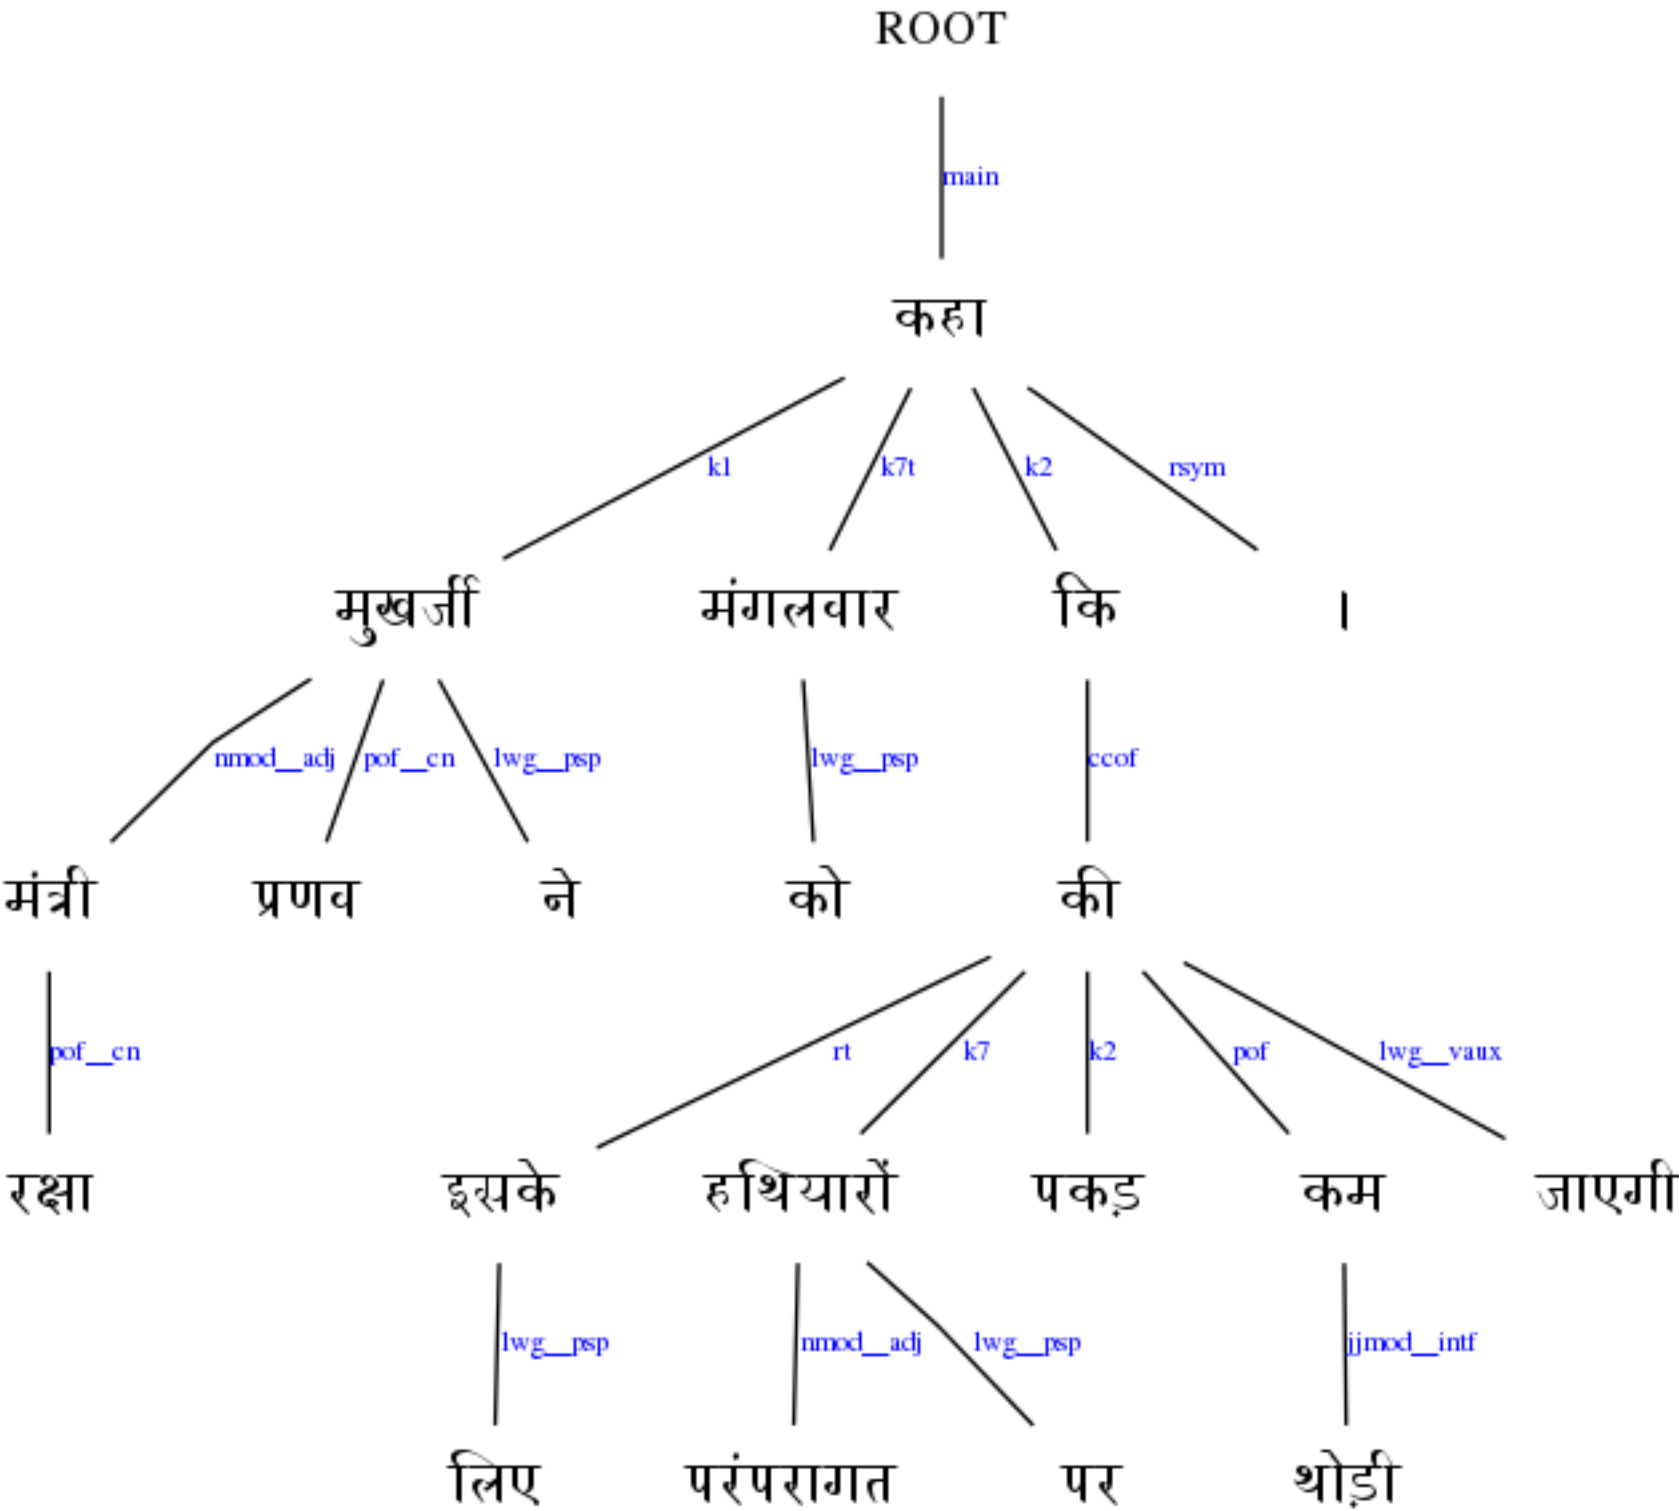 ROOT
main
कहा
k1 k7t k2 rsym
मुखर्जी मंगलवार कि ।
nmod__adj pof__cn lwg__psp lwg__psp ccof
मंत्री प्रणव ने को की
pof__cn rt k7 k2 pof lwg__vaux
रक्षा इसके हथियारों पकड़ कम जाएगी
lwg__psp nmod__adj lwg__psp jjmod__intf
लिए परंपरागत पर थोड़ी